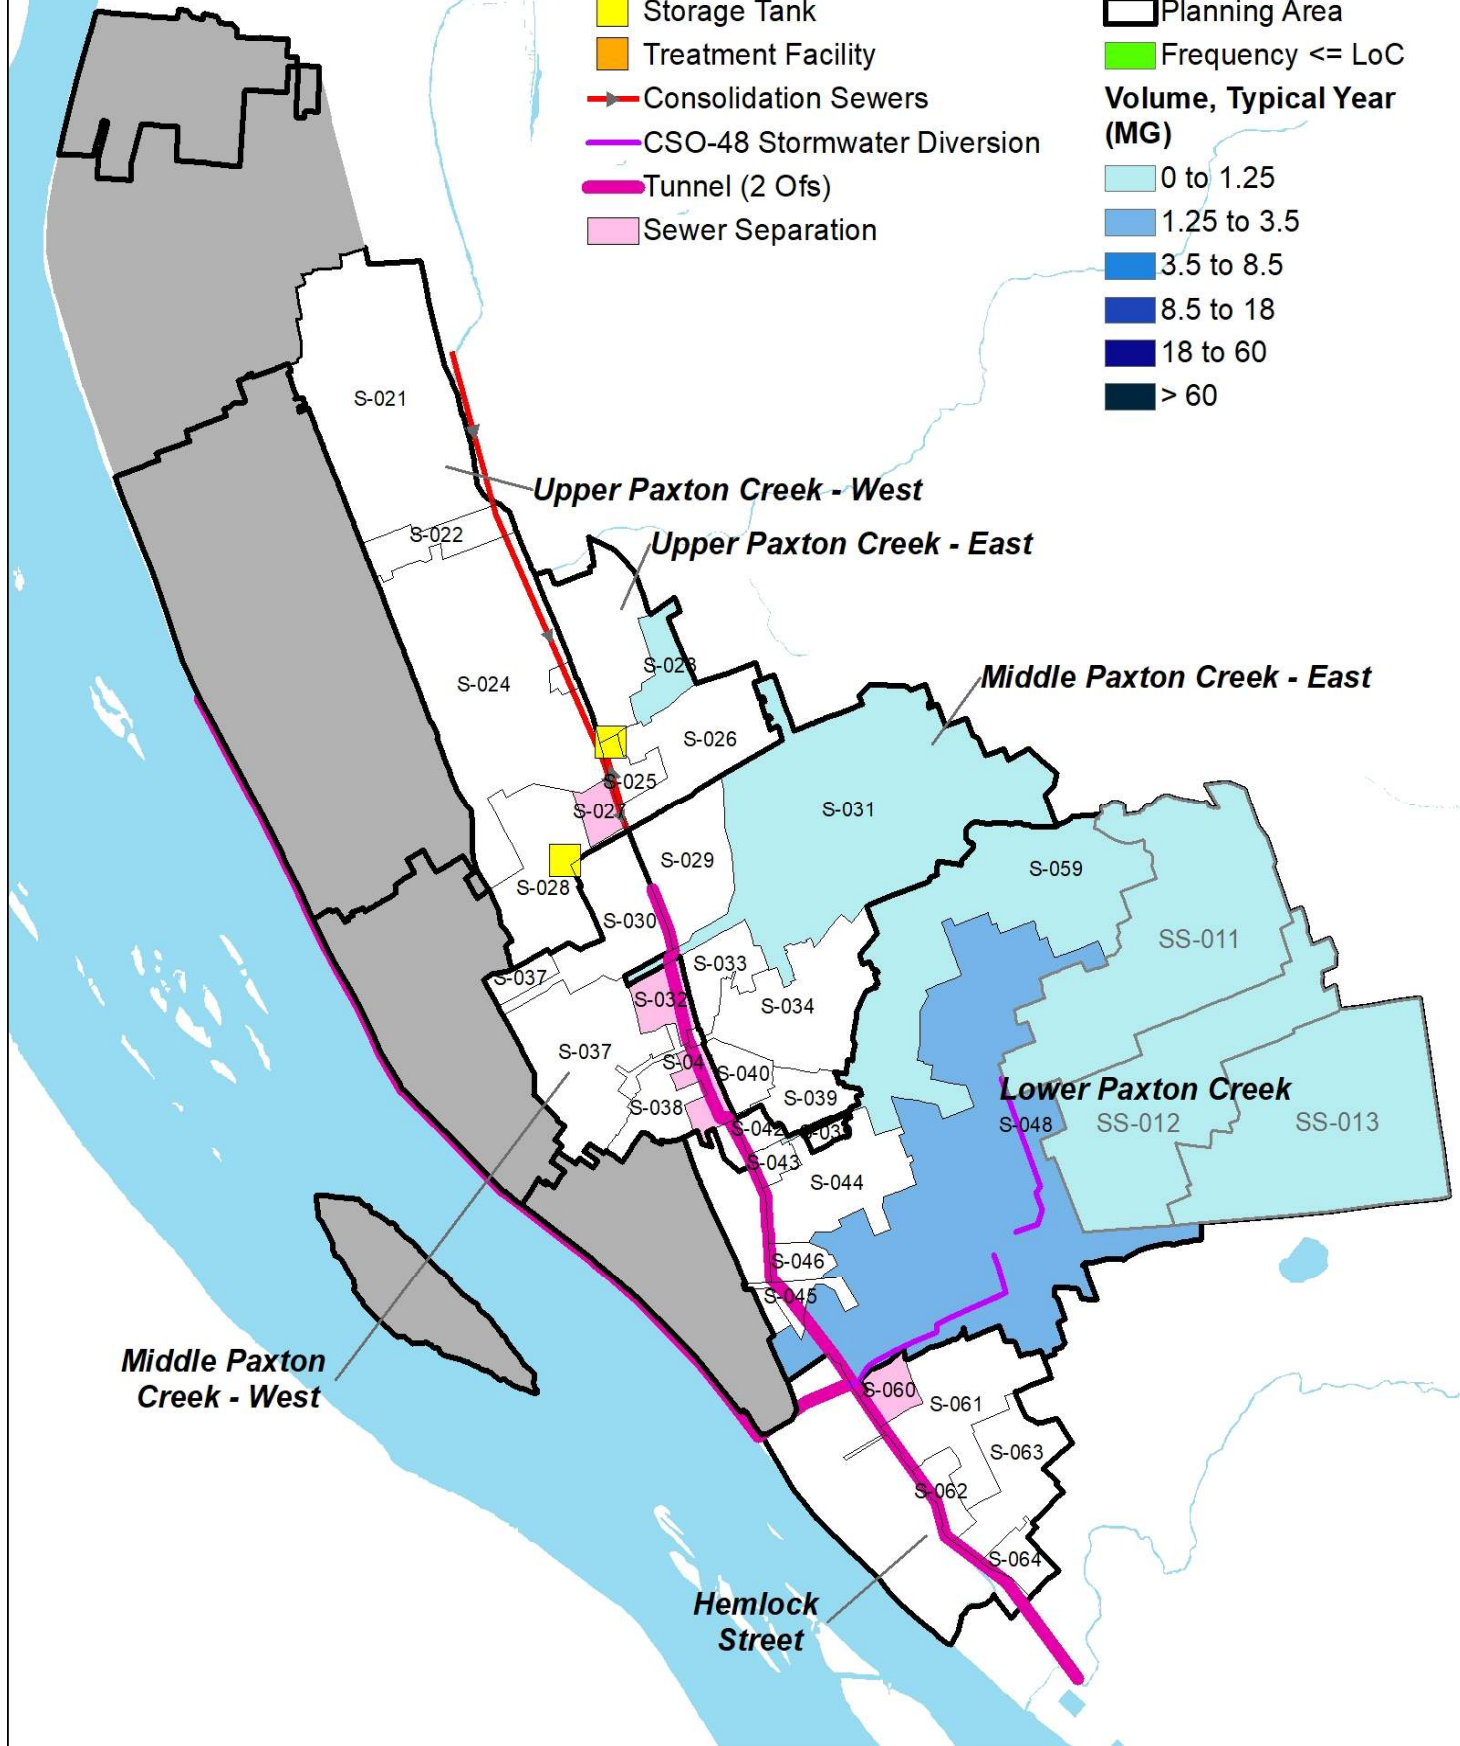 Storage Tank
Treatment Facility
Consolidation Sewers
CSO-48 Stormwater Diversion
Tunnel (2 Ofs)
Sewer Separation
Planning Area
Frequency <= LoC
Volume, Typical Year
(MG)
0 to 1.25
1.25 to 3.5
3.5 to 8.5
8.5 to 18
18 to 60
> 60
S-021
Upper Paxton Creek - West
S-022
Upper Paxton Creek - East
S-023
Middle Paxton Creek - East
S-024
S-026
S-025
S-027
S-031
S-029
S-059
S-028
S-030
SS-011
S-033
S-037
S-032
S-034
S-037
S-04
S-040
Lower Paxton Creek
S-039
S-038
S-048
SS-012
SS-013
S-042
S-043
S-044
S-046
S-045
Middle Paxton
Creek - West
S-060
S-061
S-063
S-062
S-064
Hemlock
Street